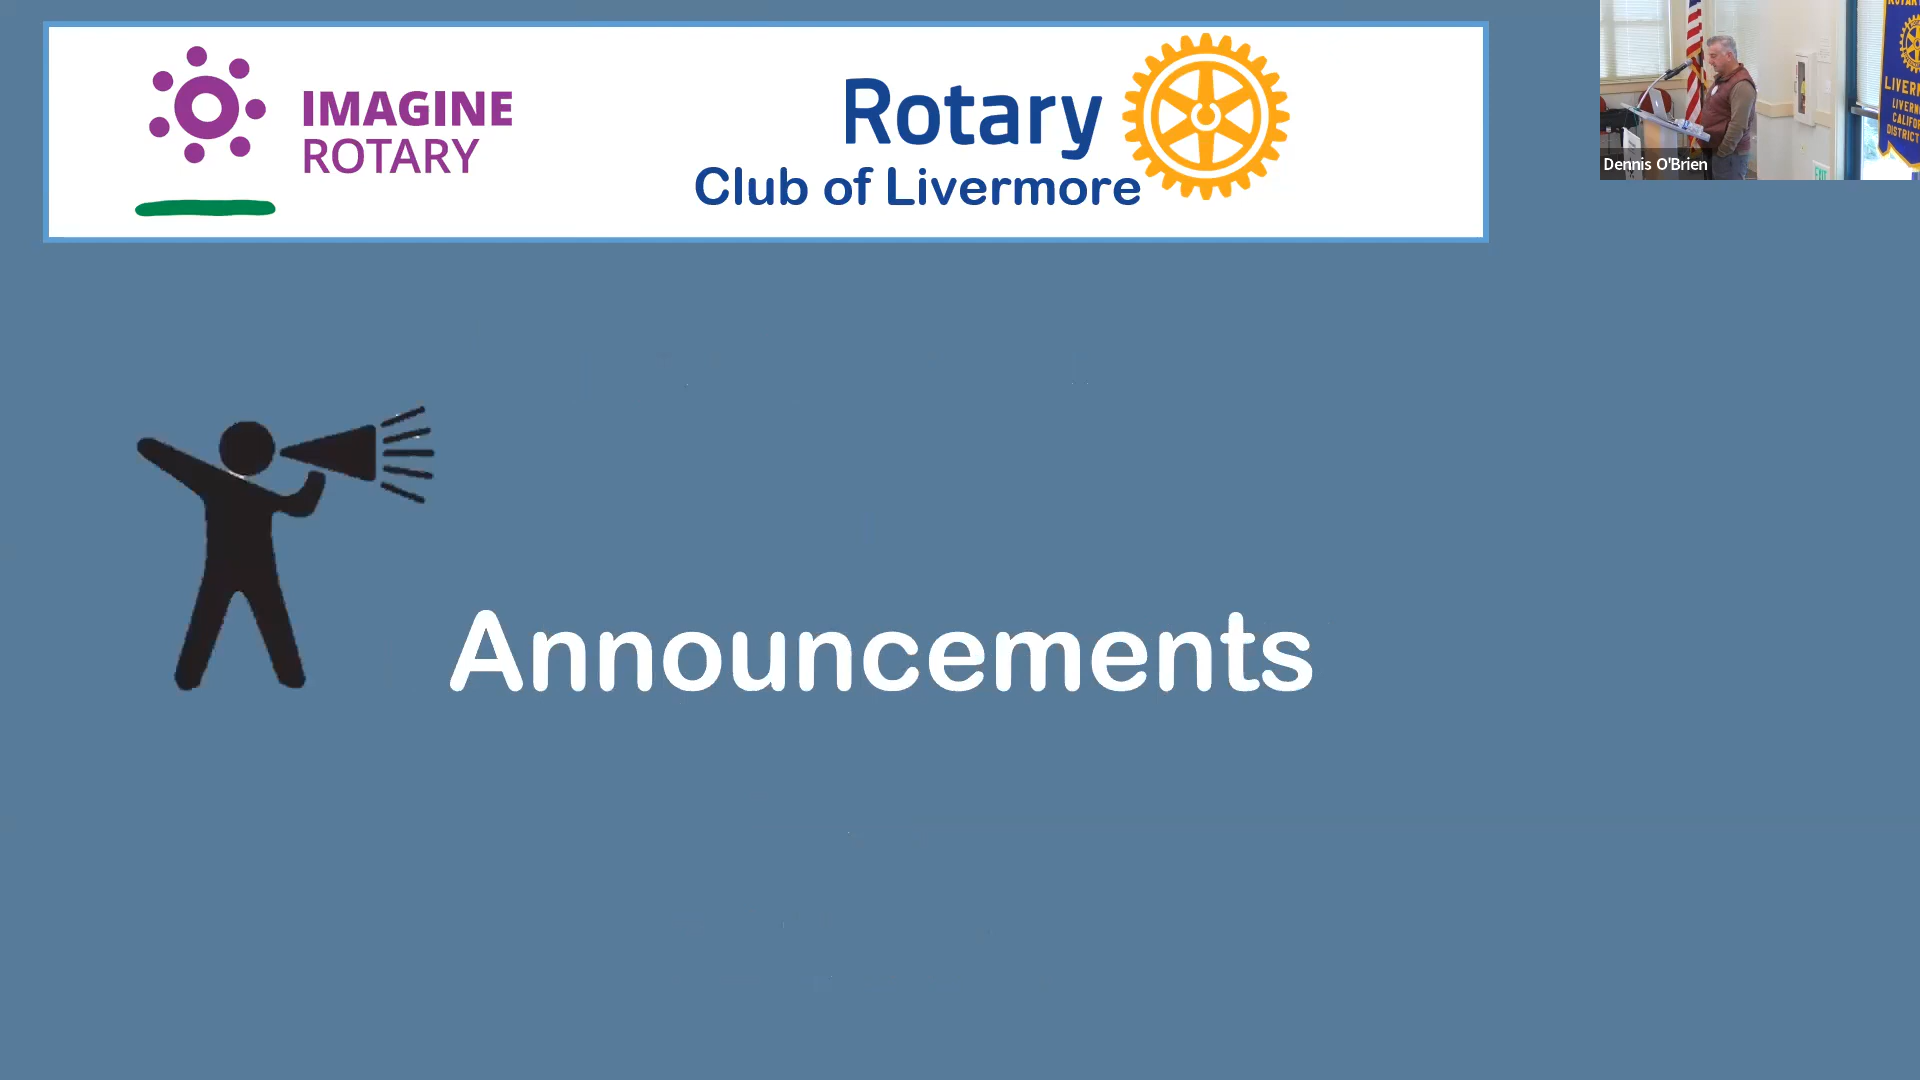 IMAGINE
ROTARY
Rotary
Club of Livermore
Dennis O'Brien
Announcements